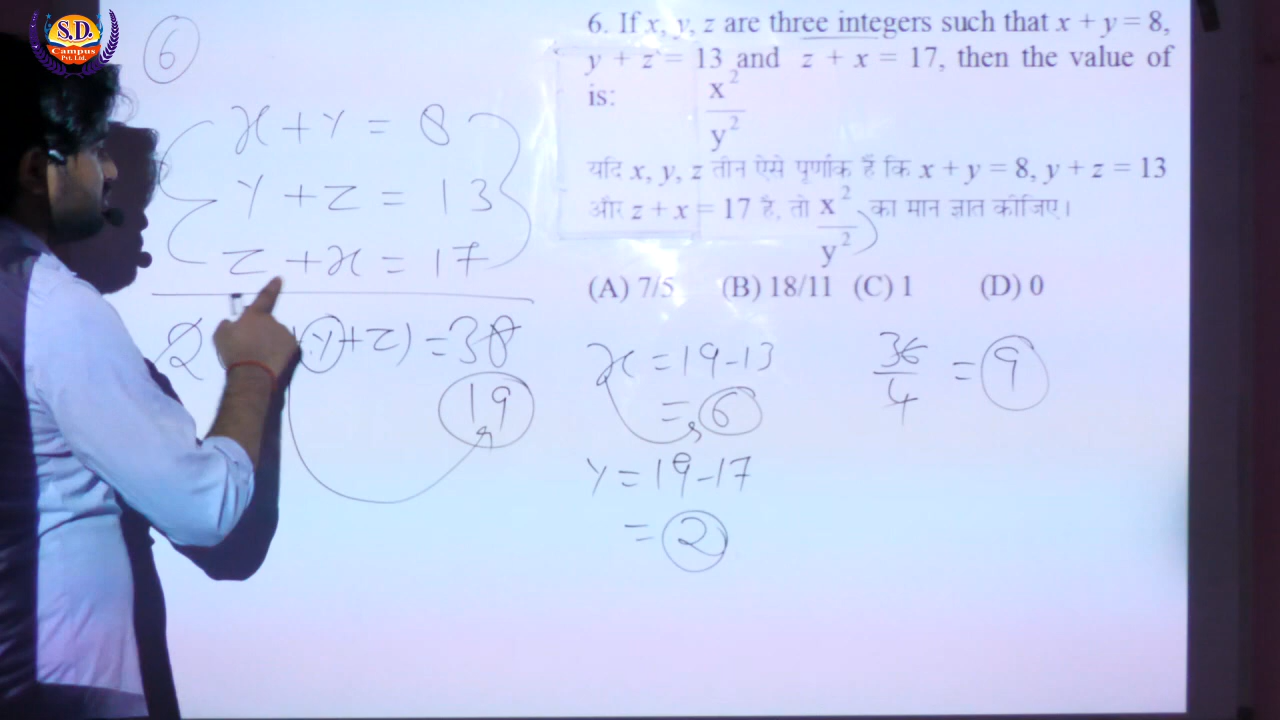 S.D.
Campus
Pvt. Ltd.
6
x + y = 8
y + z = 13
z + x = 17
2( + y + z) = 38
19
6. If x, y, z are three integers such that x + y = 8,
y + z = 13 and z + x = 17, then the value of
is: x²/y²
यदि x, y, z तीन ऐसे पूर्णांक हैं कि x + y = 8, y + z = 13
और z + x = 17 है, तो x²/y² का मान ज्ञात कीजिए।
(A) 7/5 (B) 18/11 (C) 1 (D) 0
x = 19 - 13
= 6
y = 19 - 17
= 2
36/4 = 9